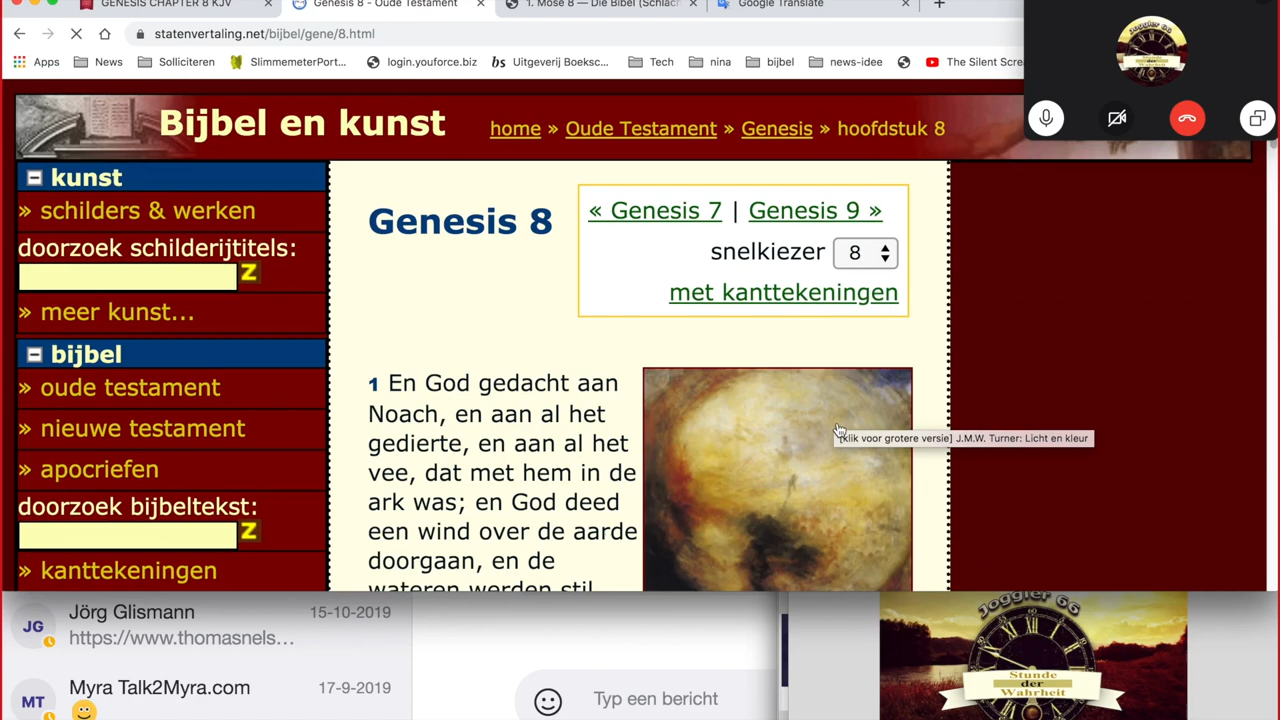 GENESIS CHAPTER 8 KJV
Genesis 8 - Oude Testament
1. Mose 8 — Die Bibel (Schlach
Google Translate
statenvertaling.net/bijbel/gene/8.html
Apps
News
Solliciteren
SlimmemeterPort...
login.youforce.biz
bs Uitgeverij Boeksc...
Tech
nina
bijbel
news-idee
The Silent Scre
Joggler 66
Bijbel en kunst
home » Oude Testament » Genesis » hoofdstuk 8
kunst
» schilders & werken
doorzoek schilderijtitels:
Z
» meer kunst...
bijbel
» oude testament
» nieuwe testament
» apocriefen
doorzoek bijbeltekst:
Z
» kanttekeningen
Genesis 8
« Genesis 7 | Genesis 9 »
snelkiezer 8
met kanttekeningen
1 En God gedacht aan
Noach, en aan al het
gedierte, en aan al het
vee, dat met hem in de
ark was; en God deed
een wind over de aarde
doorgaan, en de
wateren werden stil
[klik voor grotere versie] J.M.W. Turner: Licht en kleur
JG
Jörg Glismann
15-10-2019
https://www.thomasnels...
MT
Myra Talk2Myra.com
17-9-2019
Typ een bericht
Joggler 66
Stunde
der
Wahrheit